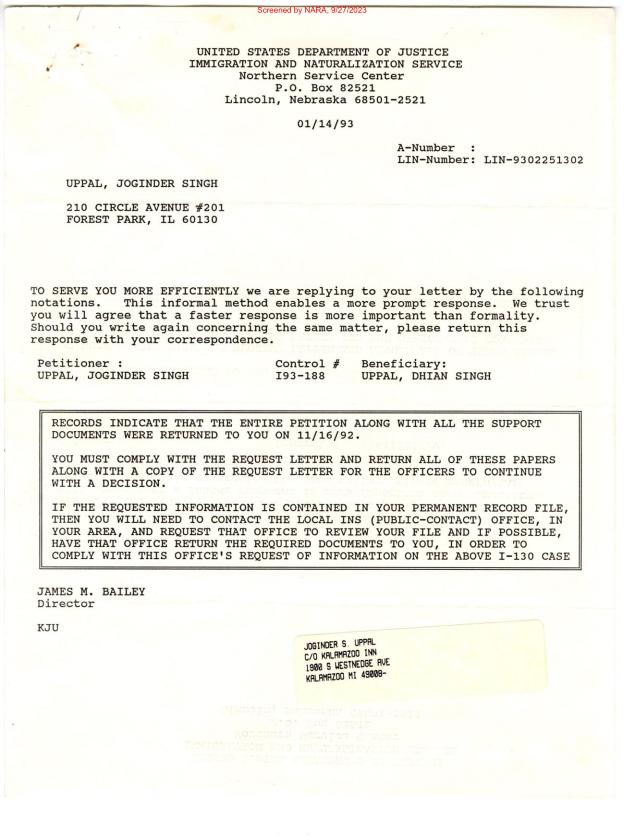 Screened by NARA, 9/27/2023
UNITED STATES DEPARTMENT OF JUSTICE
IMMIGRATION AND NATURALIZATION SERVICE
Northern Service Center
P.O. Box 82521
Lincoln, Nebraska 68501-2521
01/14/93
A-Number :
LIN-Number: LIN-9302251302
UPPAL, JOGINDER SINGH
210 CIRCLE AVENUE #201
FOREST PARK, IL 60130
TO SERVE YOU MORE EFFICIENTLY we are replying to your letter by the following
notations. This informal method enables a more prompt response. We trust
you will agree that a faster response is more important than formality.
Should you write again concerning the same matter, please return this
response with your correspondence.
Petitioner : Control # Beneficiary:
UPPAL, JOGINDER SINGH I93-188 UPPAL, DHIAN SINGH
RECORDS INDICATE THAT THE ENTIRE PETITION ALONG WITH ALL THE SUPPORT
DOCUMENTS WERE RETURNED TO YOU ON 11/16/92.
YOU MUST COMPLY WITH THE REQUEST LETTER AND RETURN ALL OF THESE PAPERS
ALONG WITH A COPY OF THE REQUEST LETTER FOR THE OFFICERS TO CONTINUE
WITH A DECISION.
IF THE REQUESTED INFORMATION IS CONTAINED IN YOUR PERMANENT RECORD FILE,
THEN YOU WILL NEED TO CONTACT THE LOCAL INS (PUBLIC-CONTACT) OFFICE, IN
YOUR AREA, AND REQUEST THAT OFFICE TO REVIEW YOUR FILE AND IF POSSIBLE,
HAVE THAT OFFICE RETURN THE REQUIRED DOCUMENTS TO YOU, IN ORDER TO
COMPLY WITH THIS OFFICE'S REQUEST OF INFORMATION ON THE ABOVE I-130 CASE
JAMES M. BAILEY
Director
KJU
JOGINDER S. UPPAL
C/O KALAMAZOO INN
1900 S WESTNEDGE AVE
KALAMAZOO MI 49008-